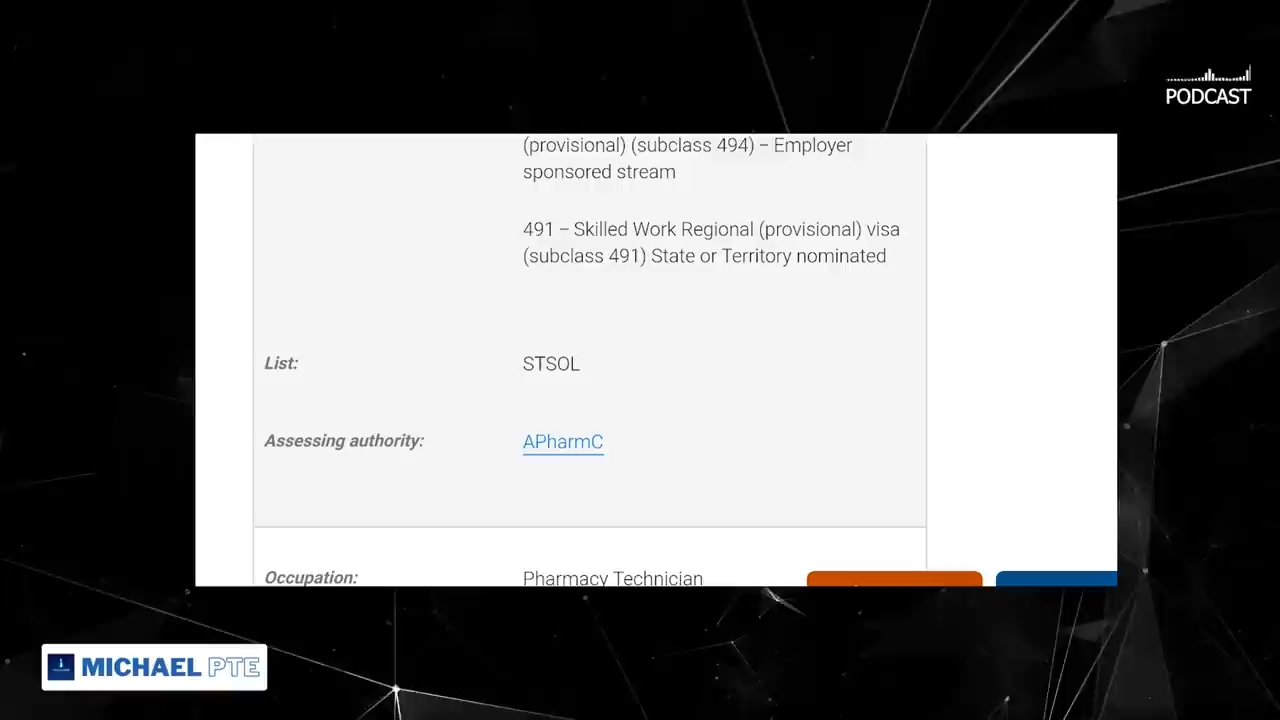 PODCAST
(provisional) (subclass 494) – Employer
sponsored stream
491 – Skilled Work Regional (provisional) visa
(subclass 491) State or Territory nominated
List: STSOL
Assessing authority: APharmC
Occupation: Pharmacy Technician
MICHAEL PTE